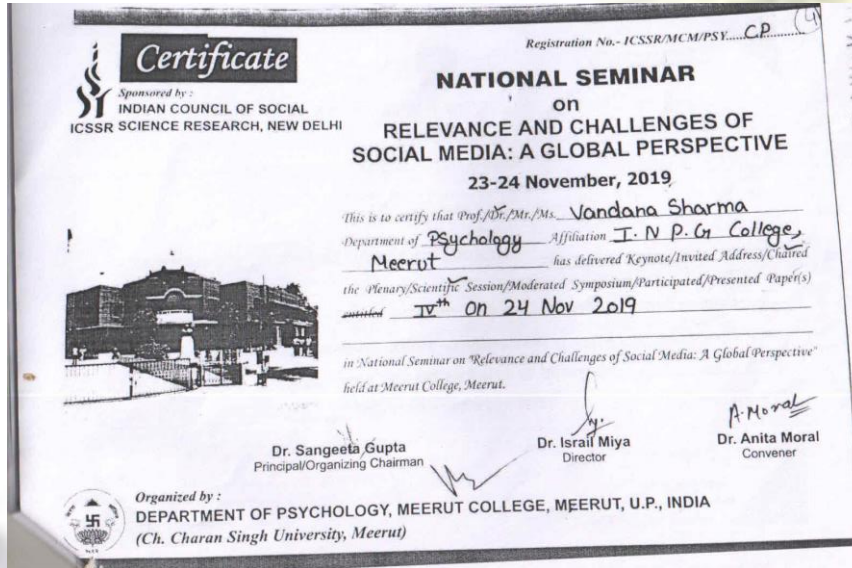 Certificate
Registration No.- ICSSR/MCM/PSY.....CP...........
Sponsored by :
INDIAN COUNCIL OF SOCIAL
ICSSR SCIENCE RESEARCH, NEW DELHI
NATIONAL SEMINAR
on
RELEVANCE AND CHALLENGES OF
SOCIAL MEDIA: A GLOBAL PERSPECTIVE
23-24 November, 2019
This is to certify that Prof./Dr./Mr./Ms. Vandana Sharma
Department of Psychology Affiliation I. N P. G College,
Meerut has delivered Keynote/Invited Address/Chaired
the Plenary/Scientific Session/Moderated Symposium/Participated/Presented Paper(s)
entitled IVth On 24 Nov 2019
in National Seminar on "Relevance and Challenges of Social Media: A Global Perspective"
held at Meerut College, Meerut.
A. Moral
Dr. Sangeeta Gupta
Principal/Organizing Chairman
Dr. Israil Miya
Director
Dr. Anita Moral
Convener
Organized by :
DEPARTMENT OF PSYCHOLOGY, MEERUT COLLEGE, MEERUT, U.P., INDIA
(Ch. Charan Singh University, Meerut)